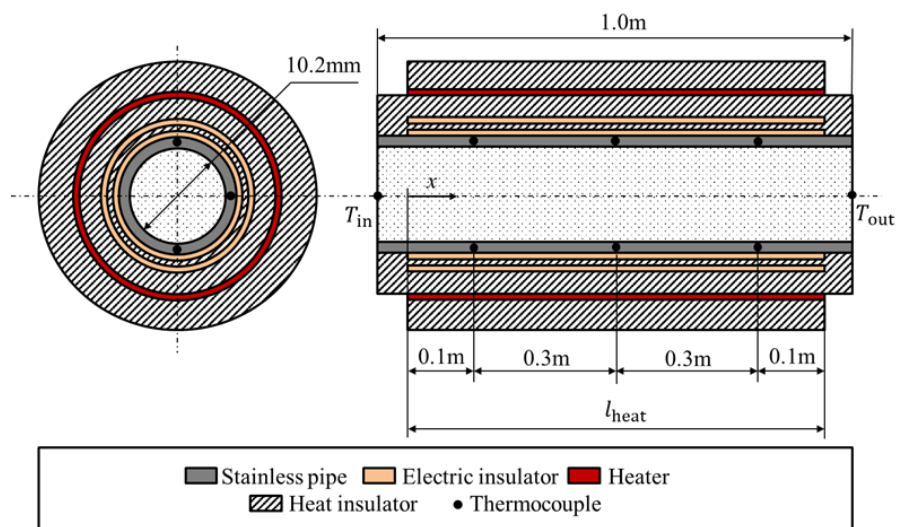 1.0m
10.2mm
x
T_in
T_out
0.1m 0.3m 0.3m 0.1m
l_heat
Stainless pipe Electric insulator Heater
Heat insulator Thermocouple